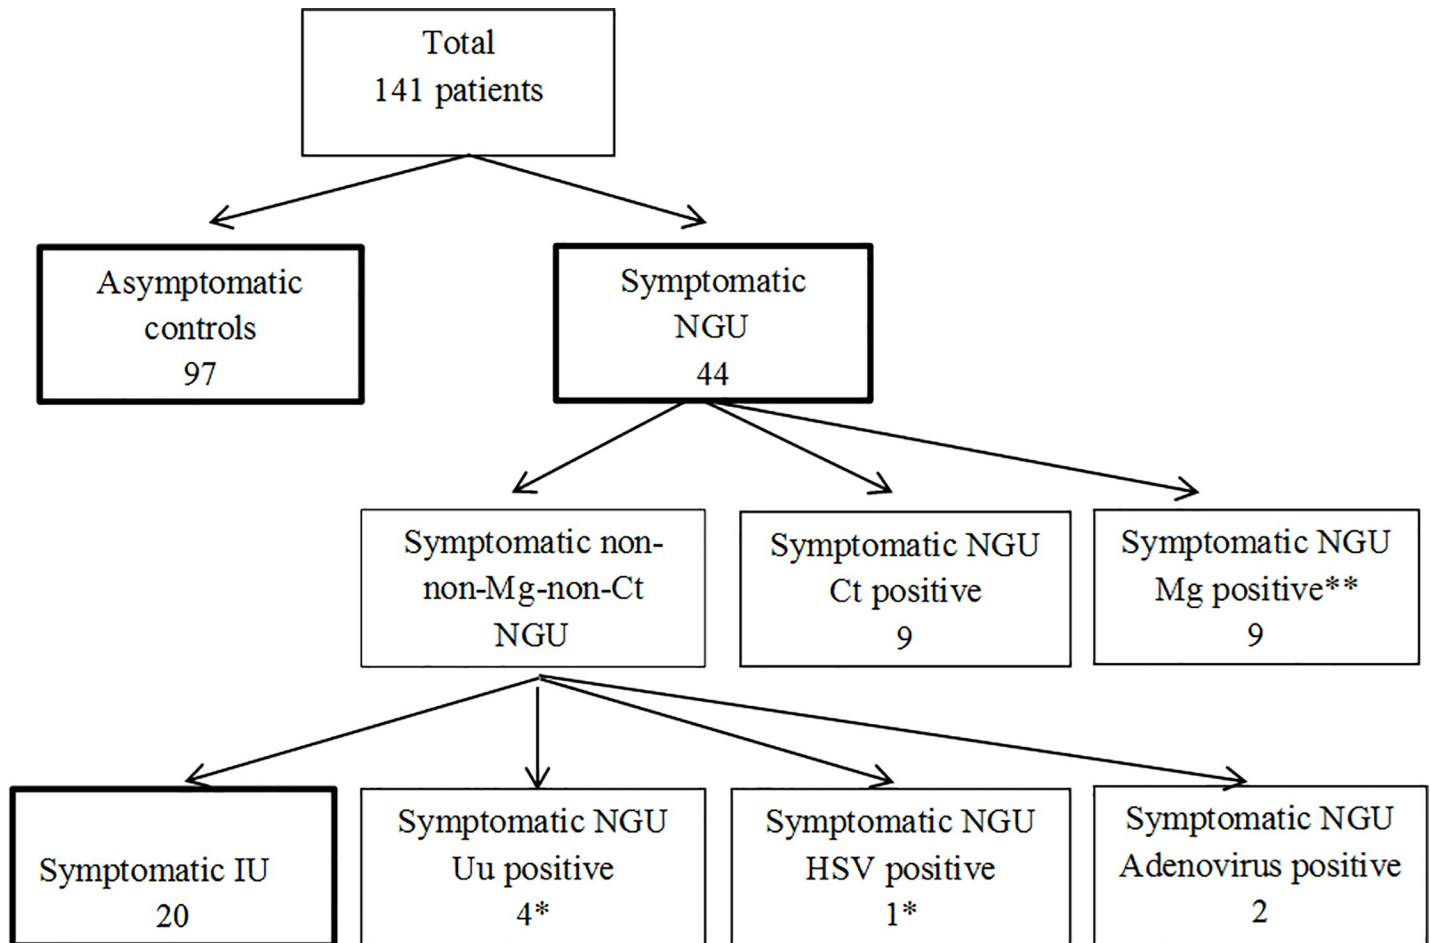 Total
141 patients
Asymptomatic
controls
97
Symptomatic
NGU
44
Symptomatic non-
non-Mg-non-Ct
NGU
Symptomatic NGU
Ct positive
9
Symptomatic NGU
Mg positive**
9
Symptomatic IU
20
Symptomatic NGU
Uu positive
4*
Symptomatic NGU
HSV positive
1*
Symptomatic NGU
Adenovirus positive
2